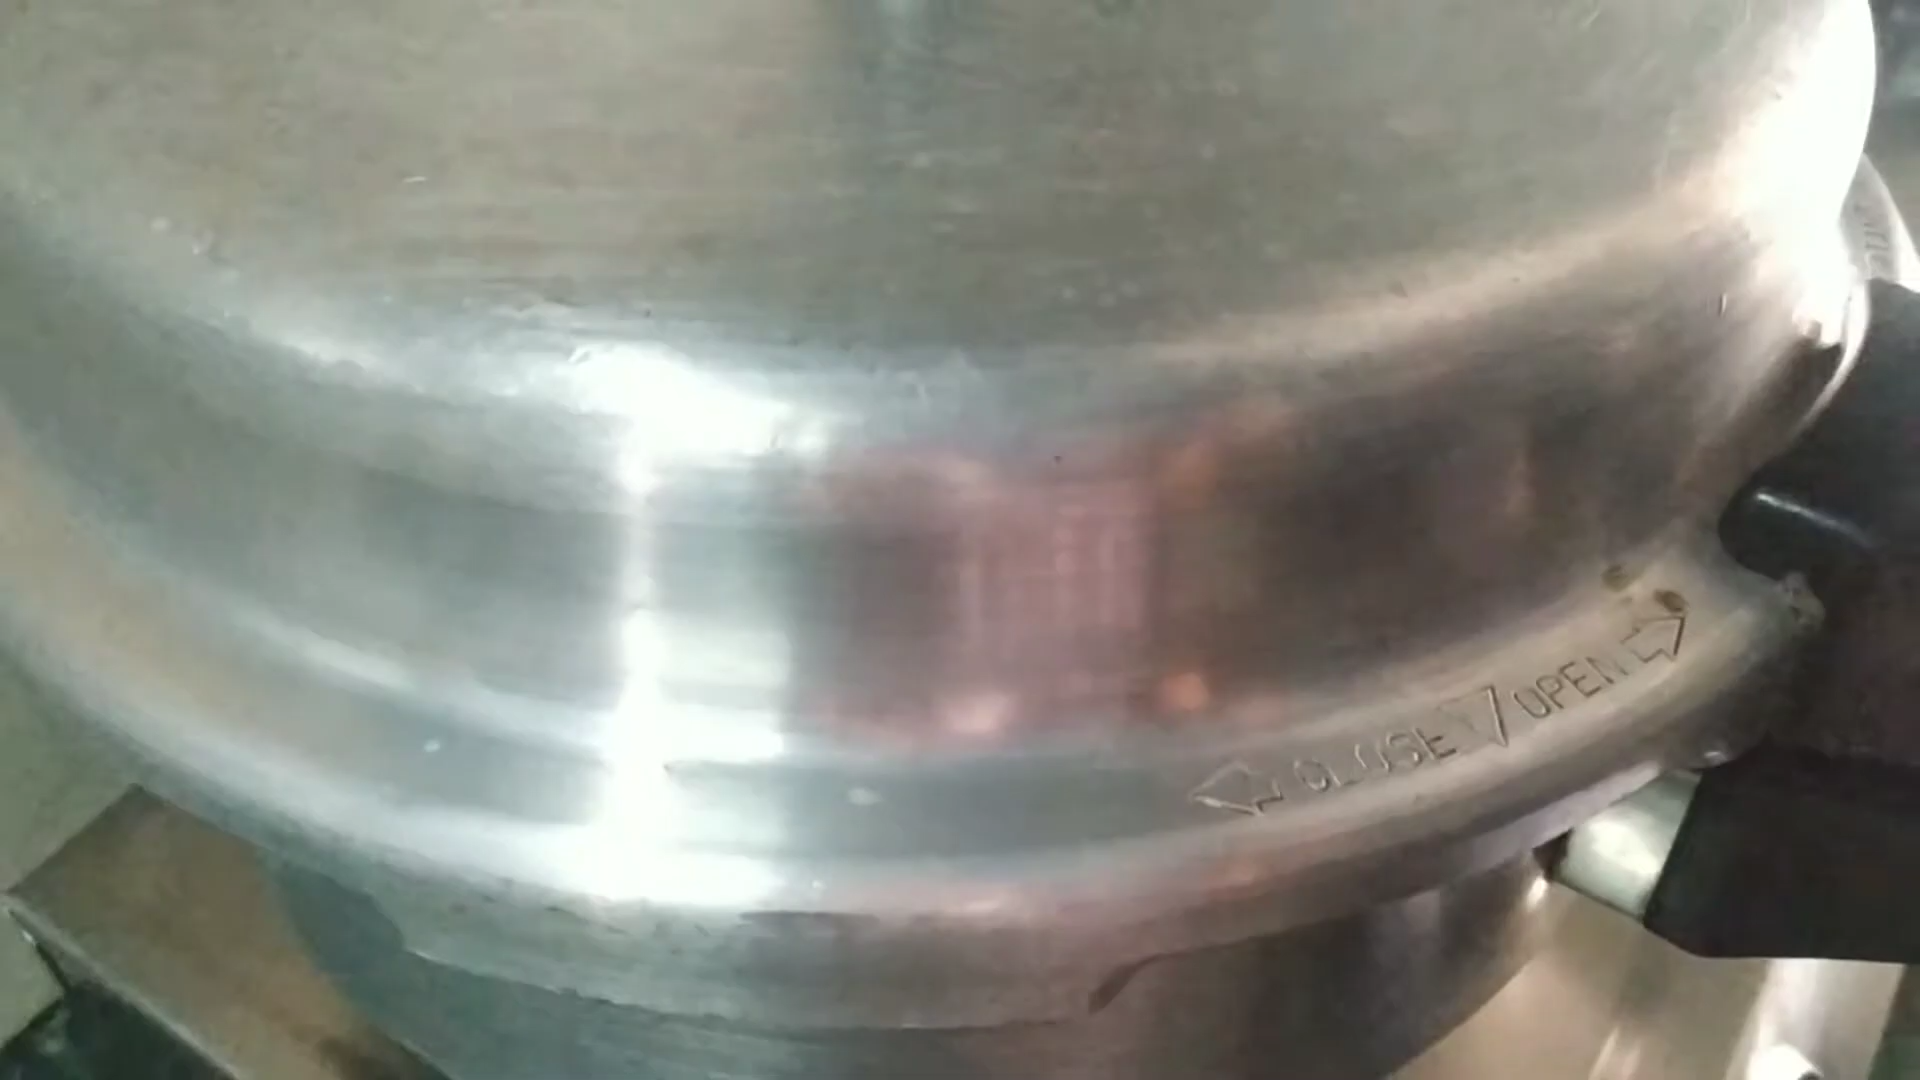 ⇦ CLOSE ▽ OPEN ⇨